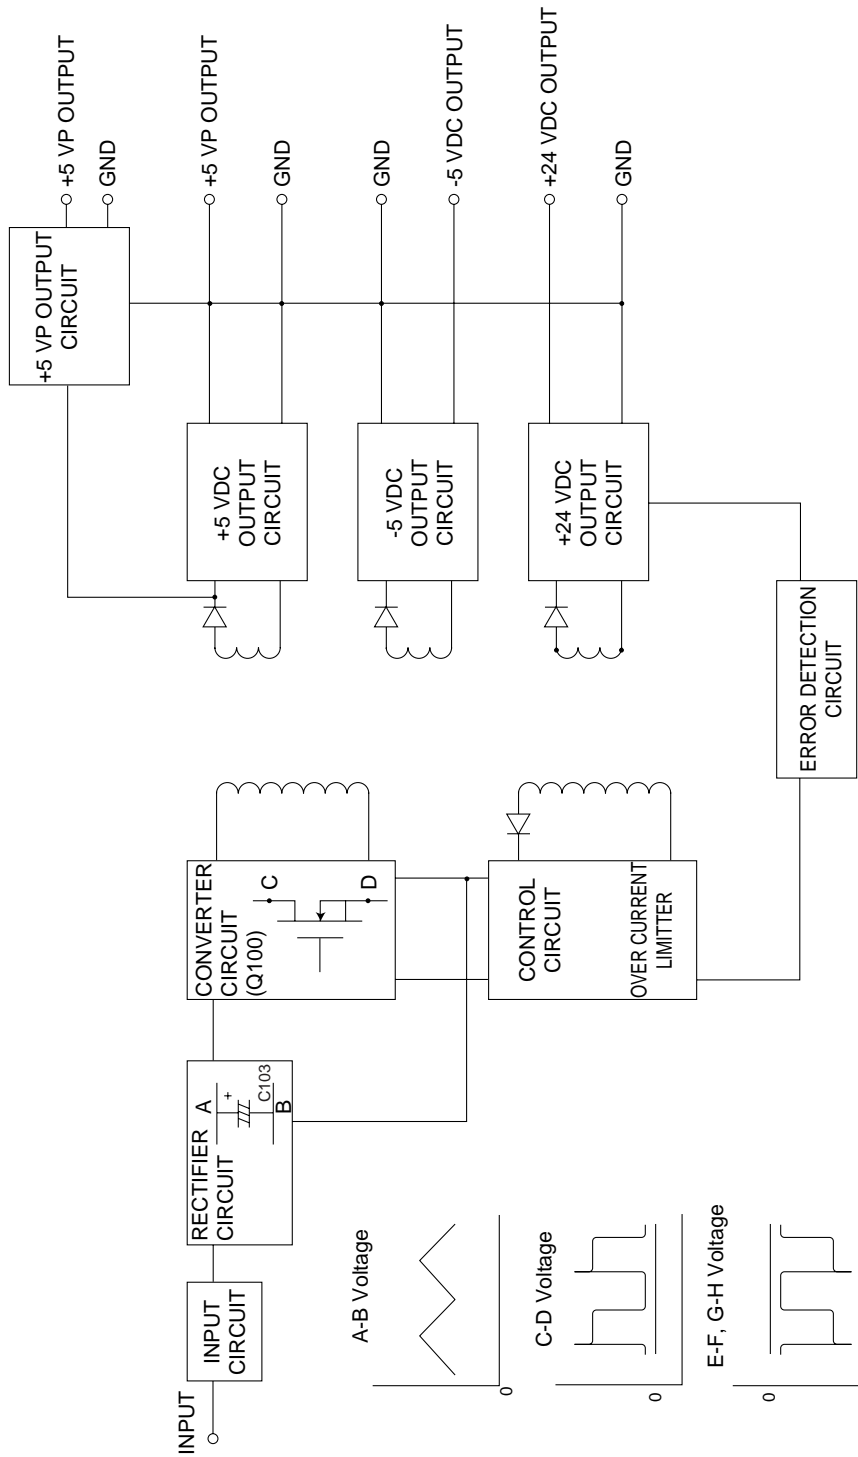 INPUT
INPUT
CIRCUIT
RECTIFIER
CIRCUIT
A
+
C103
B
CONVERTER
CIRCUIT
(Q100)
C
D
CONTROL
CIRCUIT
OVER CURRENT
LIMITTER
ERROR DETECTION
CIRCUIT
+5 VP OUTPUT
CIRCUIT
+5 VDC
OUTPUT
CIRCUIT
-5 VDC
OUTPUT
CIRCUIT
+24 VDC
OUTPUT
CIRCUIT
+5 VP OUTPUT
GND
+5 VP OUTPUT
GND
GND
-5 VDC OUTPUT
+24 VDC OUTPUT
GND
A-B Voltage
0
C-D Voltage
0
E-F, G-H Voltage
0